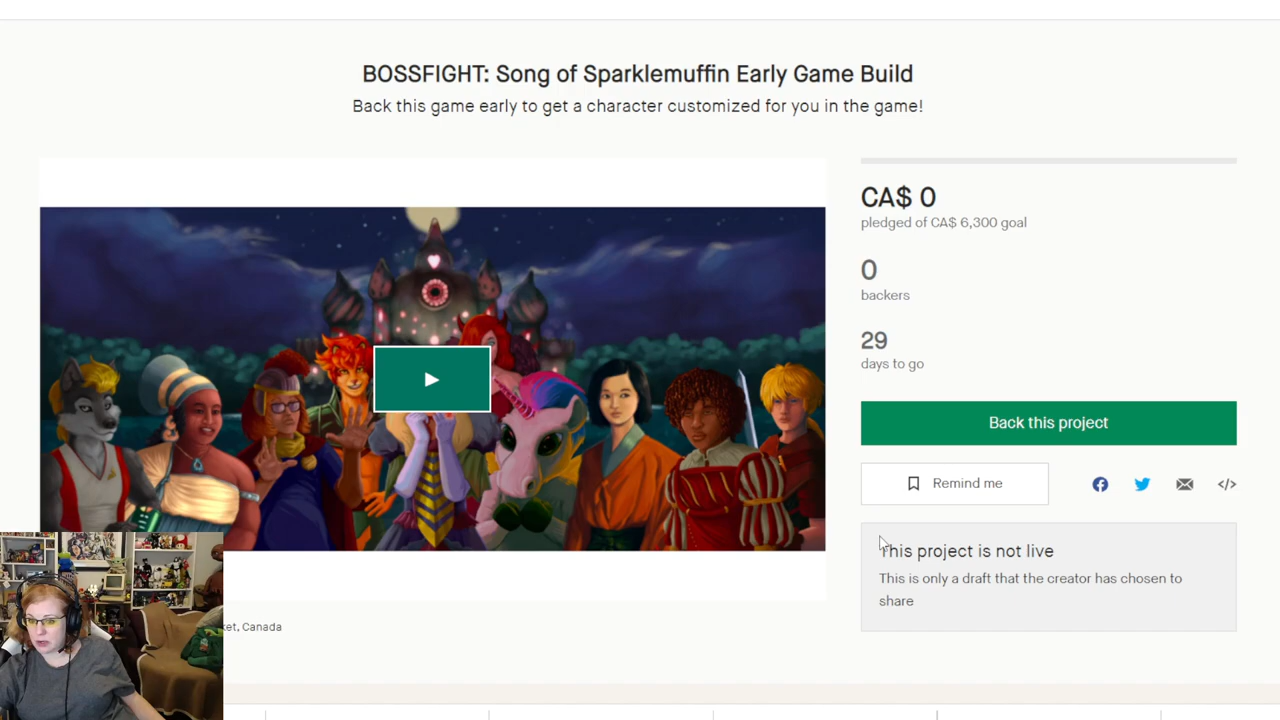 BOSSFIGHT: Song of Sparklemuffin Early Game Build
Back this game early to get a character customized for you in the game!
CA$ 0
pledged of CA$ 6,300 goal
0
backers
29
days to go
Back this project
Remind me
This project is not live
This is only a draft that the creator has chosen to
share
Canada